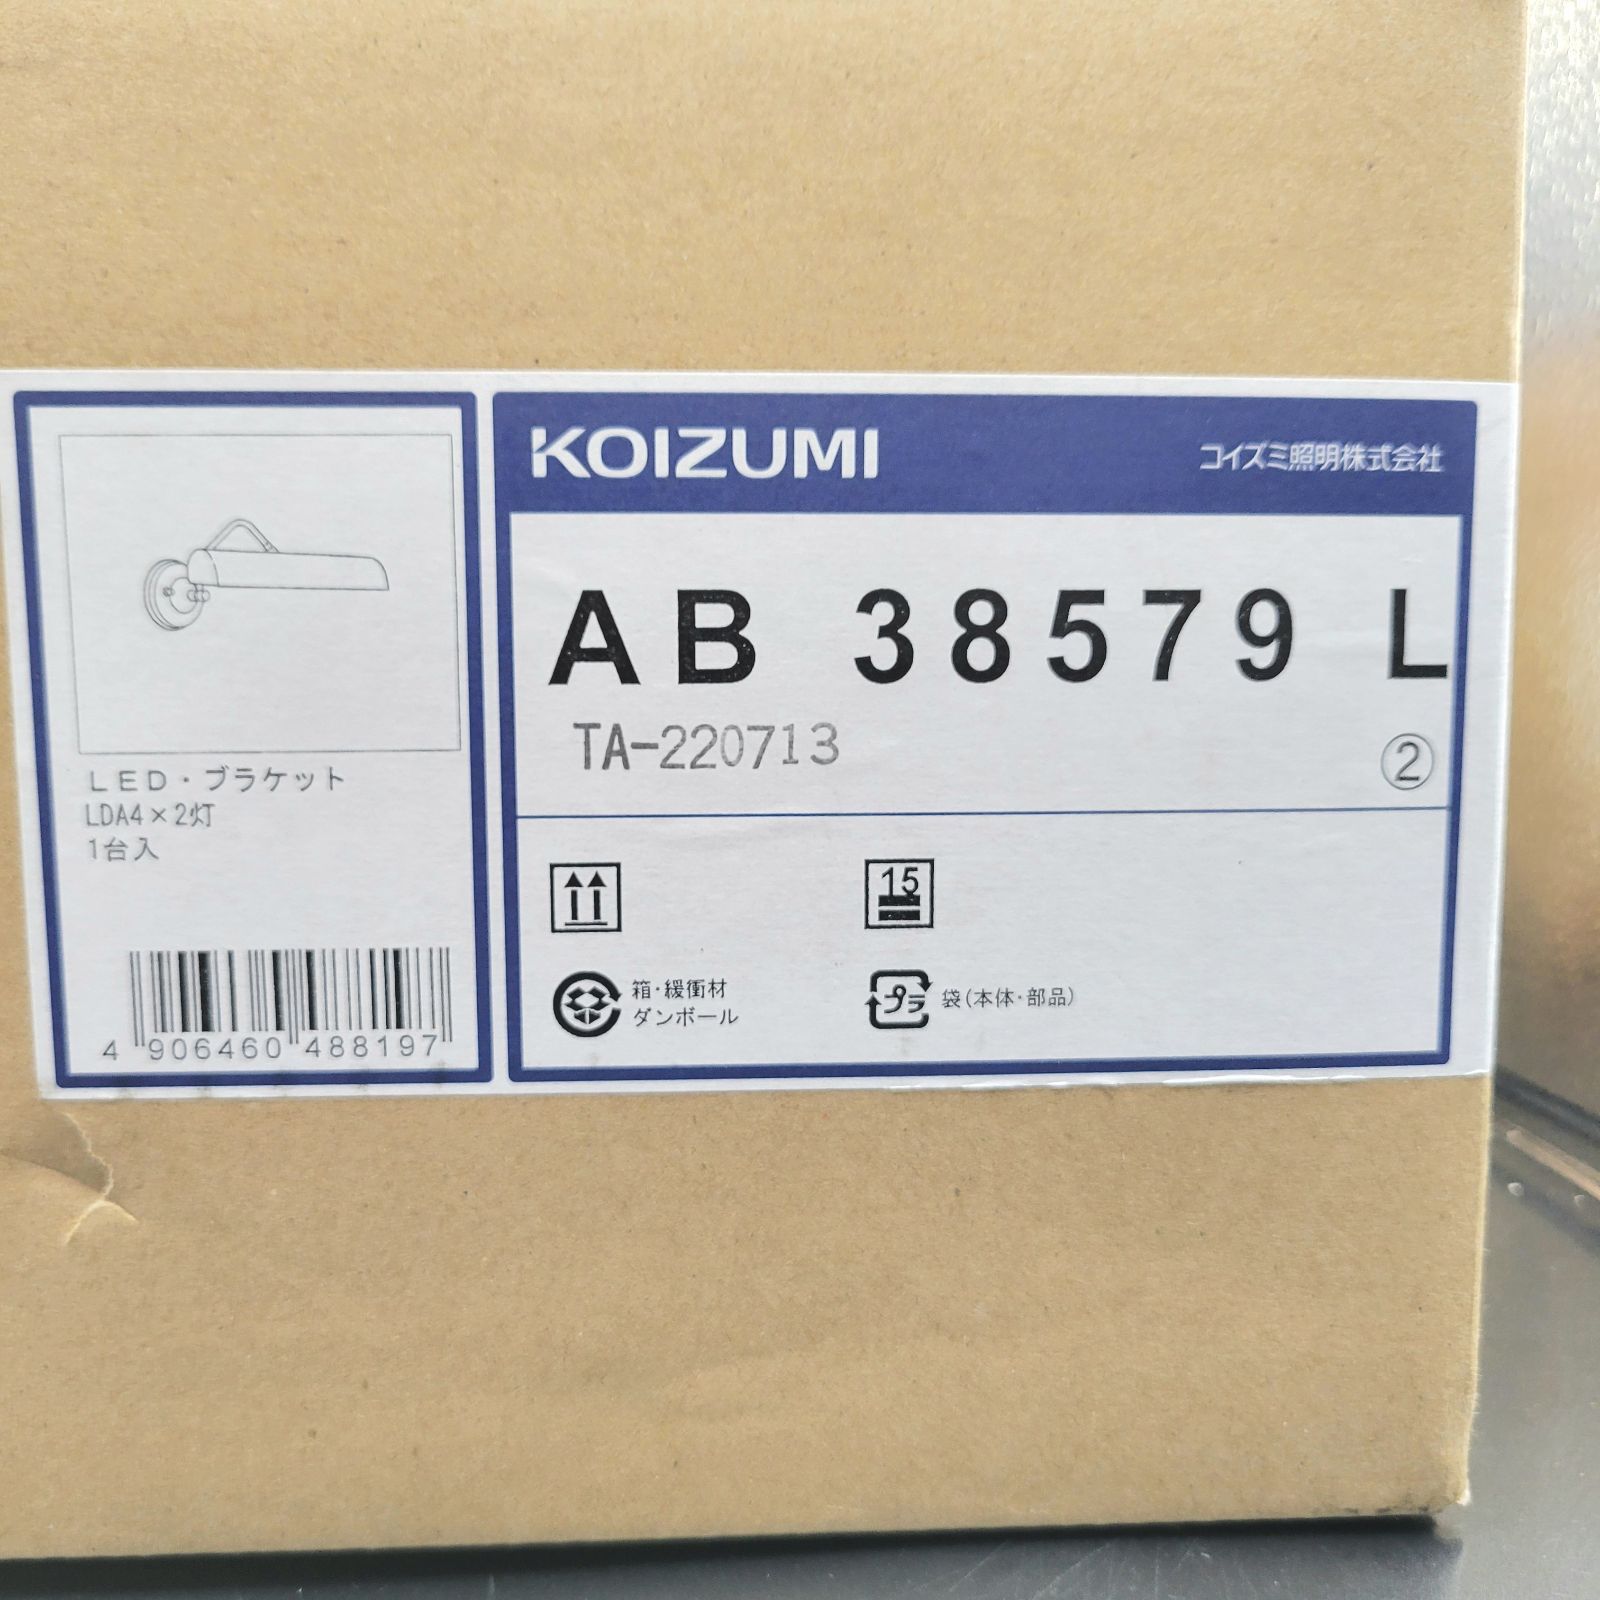 LED・ブラケット
LDA4×2灯
1台入
4 906460 488197
KOIZUMI
コイズミ照明株式会社
AB 38579 L
TA-220713
②
15
箱・緩衝材
ダンボール
プラ
袋(本体・部品)